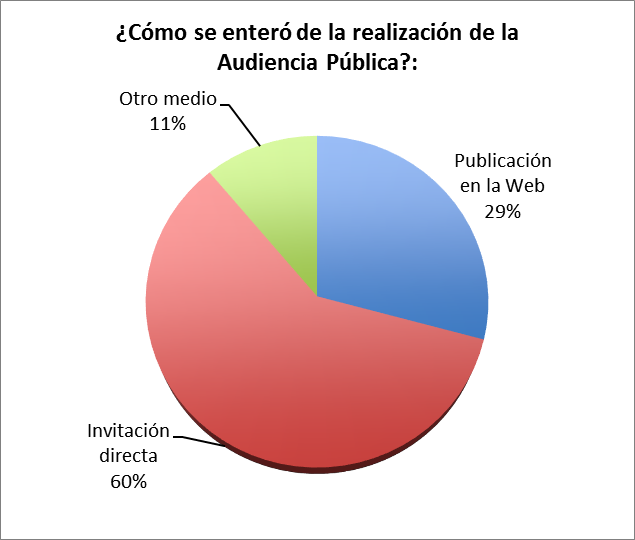 ¿Cómo se enteró de la realización de la
Audiencia Pública?:
Otro medio
11%
Publicación
en la Web
29%
Invitación
directa
60%